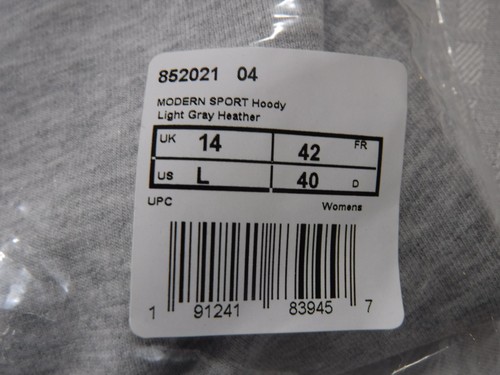 852021 04
MODERN SPORT Hoody
Light Gray Heather
UK 14 42 FR
US L 40 D
UPC Womens
1 91241 83945 7